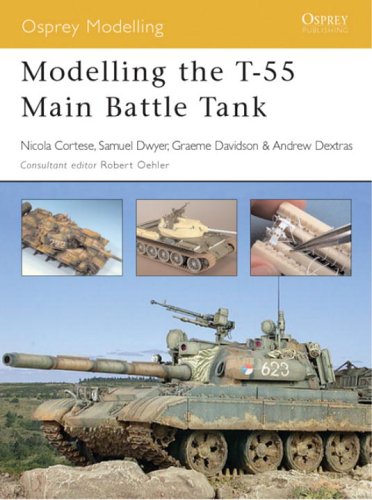 Osprey Modelling
OSPREY
PUBLISHING
Modelling the T-55
Main Battle Tank
Nicola Cortese, Samuel Dwyer, Graeme Davidson & Andrew Dextras
Consultant editor Robert Oehler
623